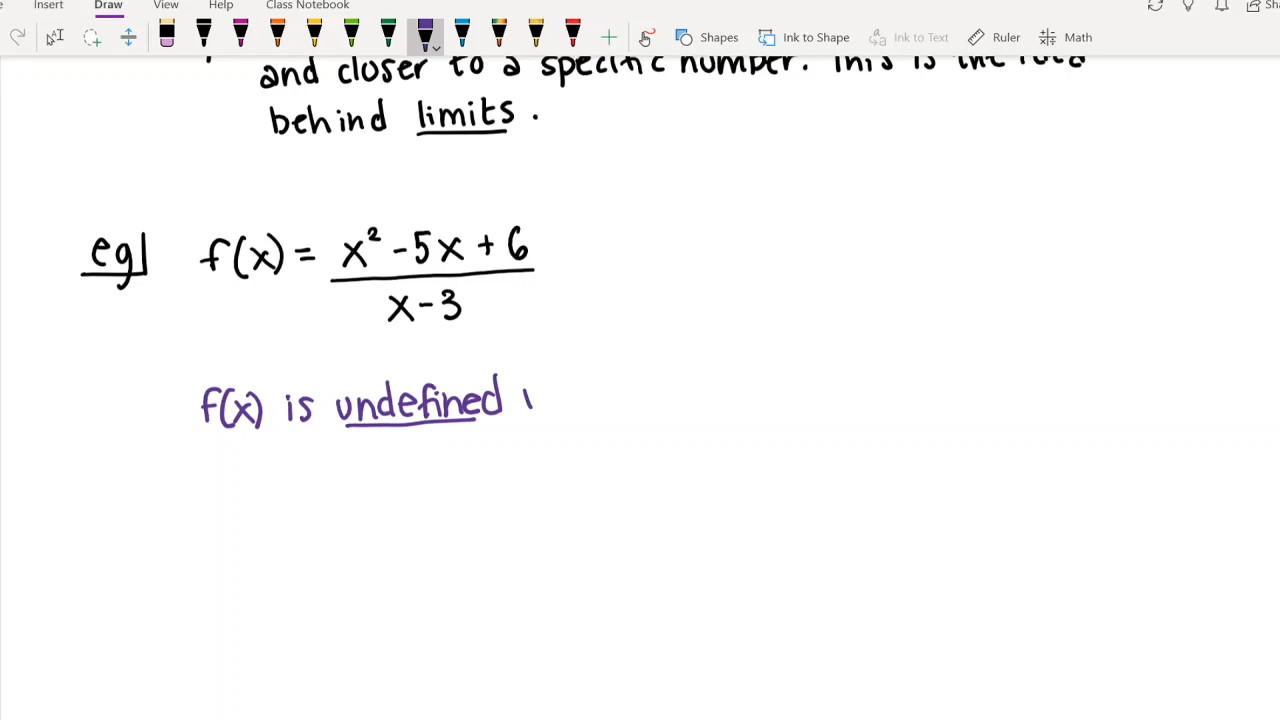 Insert Draw View Help Class Notebook
Shapes Ink to Shape Ink to Text Ruler Math
and closer to a specific number. This is the idea
behind limits.
eg1 f(x) = x² - 5x + 6
x - 3
f(x) is undefined